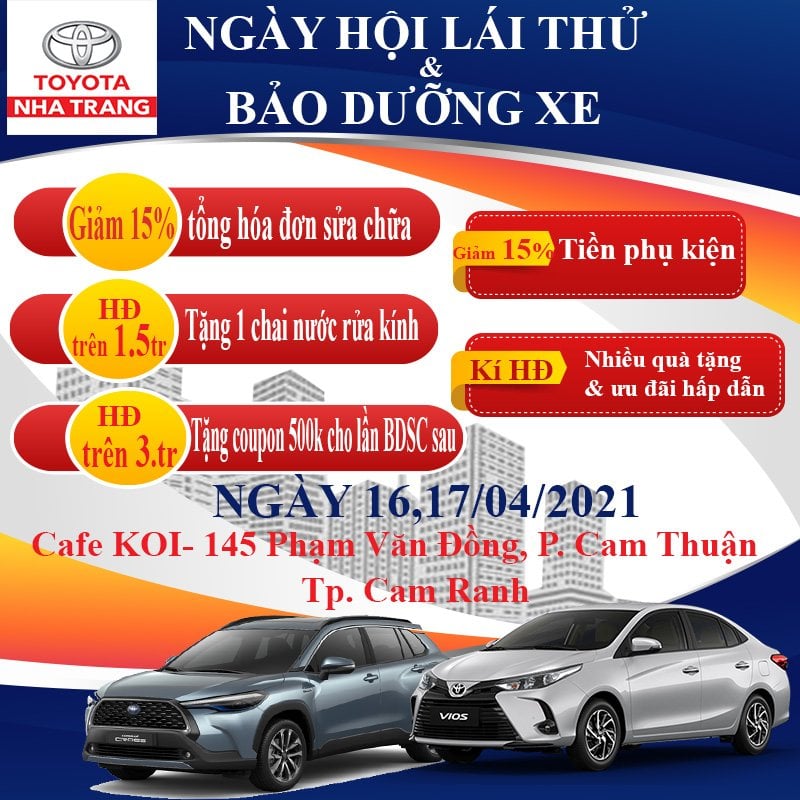 TOYOTA
NHA TRANG
NGÀY HỘI LÁI THỬ
&
BẢO DƯỠNG XE
Giảm 15% tổng hóa đơn sửa chữa
HĐ
trên 1.5tr
Tặng 1 chai nước rửa kính
HĐ
trên 3.tr
Tặng coupon 500k cho lần BDSC sau
Giảm 15% Tiền phụ kiện
Kí HĐ
Nhiều quà tặng
& ưu đãi hấp dẫn
NGÀY 16,17/04/2021
Cafe KOI- 145 Phạm Văn Đồng, P. Cam Thuận
Tp. Cam Ranh
COROLLA
CROSS
VIOS